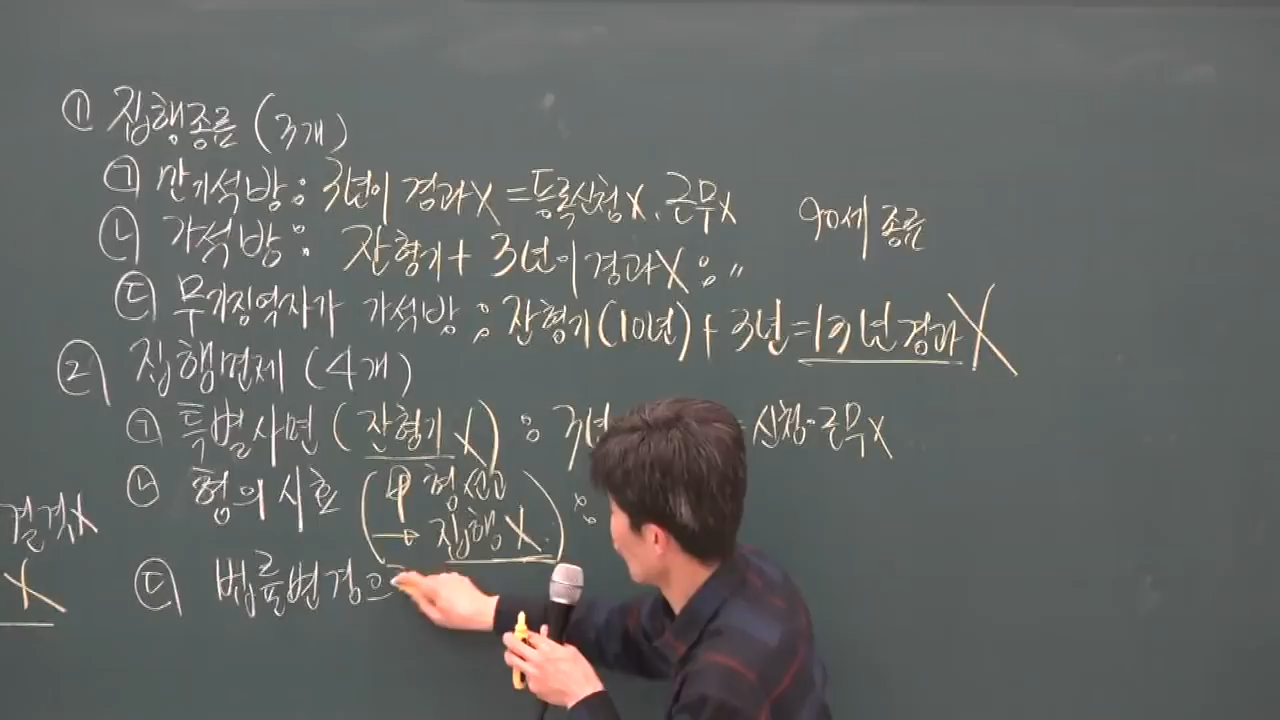 ① 집행종료 (3개)
㉠ 만기석방 : 3년이 경과X = 등록신청X, 근무X
90세 종료
㉡ 가석방 : 잔형기 + 3년이 경과X : 〃
㉢ 무기징역자가 가석방 : 잔형기(10년) + 3년 = 13년 경과X
② 집행면제 (4개)
㉠ 특별사면 (잔형기X) : 3년 신청·근무X
㉡ 형의 시효 ( 형선고
→ 집행X ) :
X
㉢ 법률변경으
X